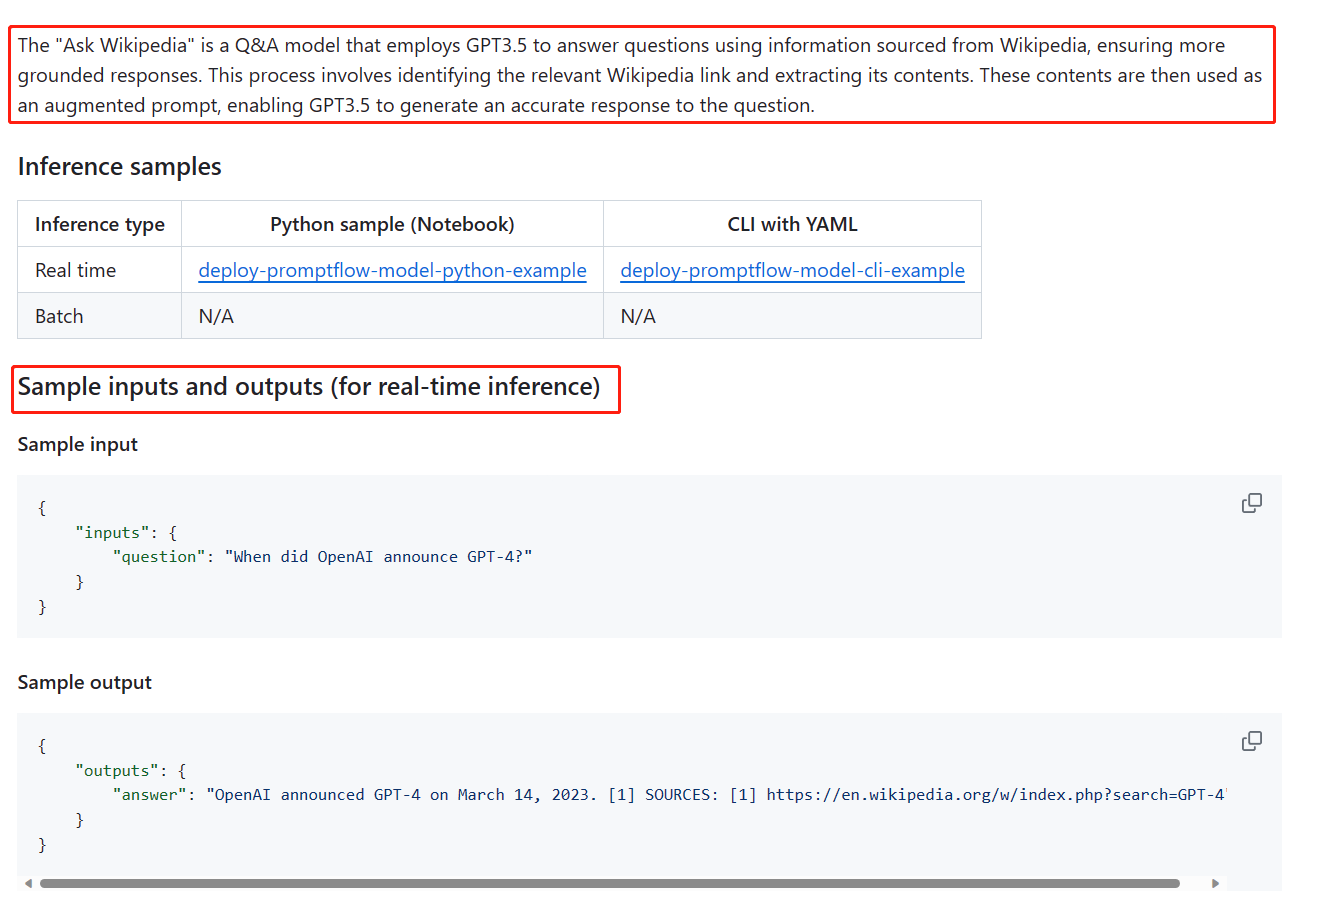 The "Ask Wikipedia" is a Q&A model that employs GPT3.5 to answer questions using information sourced from Wikipedia, ensuring more
grounded responses. This process involves identifying the relevant Wikipedia link and extracting its contents. These contents are then used as
an augmented prompt, enabling GPT3.5 to generate an accurate response to the question.
Inference samples
Inference type Python sample (Notebook) CLI with YAML
Real time deploy-promptflow-model-python-example deploy-promptflow-model-cli-example
Batch N/A N/A
Sample inputs and outputs (for real-time inference)
Sample input
{
"inputs": {
"question": "When did OpenAI announce GPT-4?"
}
}
Sample output
{
"outputs": {
"answer": "OpenAI announced GPT-4 on March 14, 2023. [1] SOURCES: [1] https://en.wikipedia.org/w/index.php?search=GPT-4"
}
}